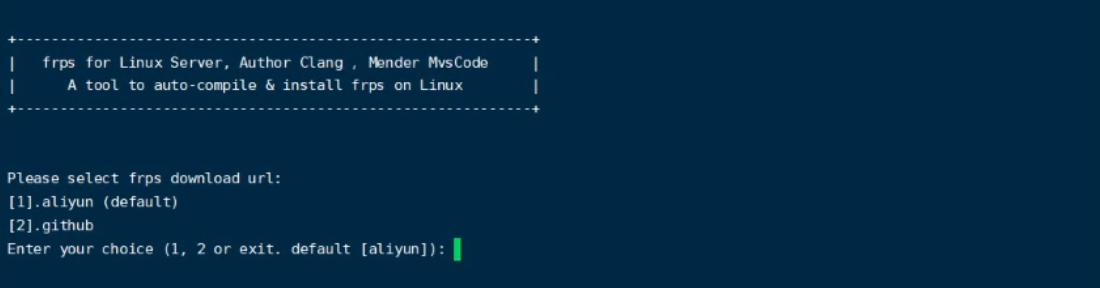 +------------------------------------------------------------+
|   frps for Linux Server, Author Clang , Mender MvsCode     |
|      A tool to auto-compile & install frps on Linux        |
+------------------------------------------------------------+
Please select frps download url:
[1].aliyun (default)
[2].github
Enter your choice (1, 2 or exit. default [aliyun]):